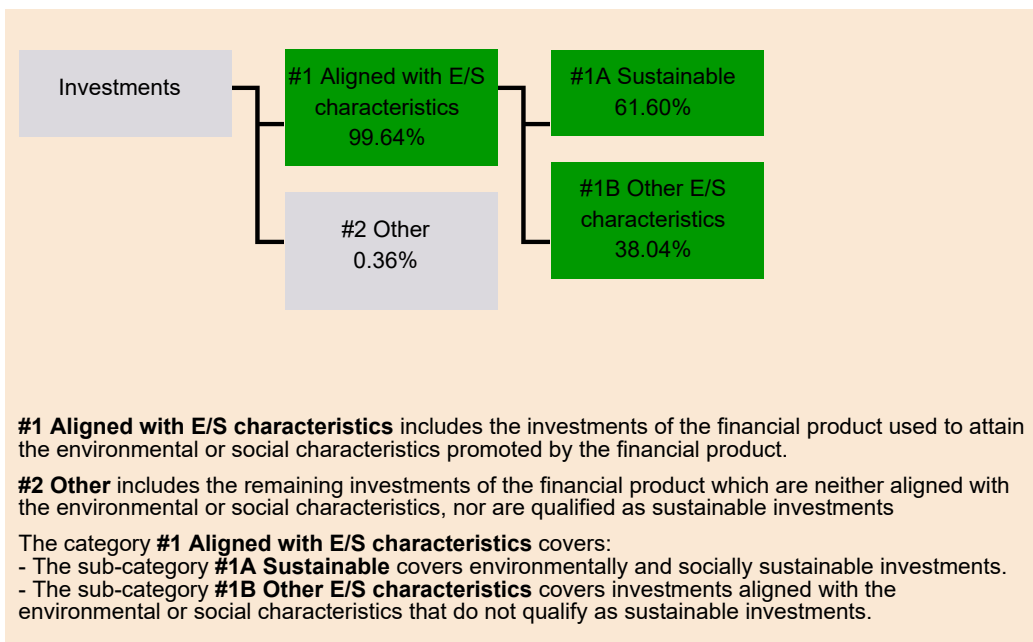 Investments
#1 Aligned with E/S
characteristics
99.64%
#1A Sustainable
61.60%
#2 Other
0.36%
#1B Other E/S
characteristics
38.04%
#1 Aligned with E/S characteristics includes the investments of the financial product used to attain
the environmental or social characteristics promoted by the financial product.
#2 Other includes the remaining investments of the financial product which are neither aligned with
the environmental or social characteristics, nor are qualified as sustainable investments
The category #1 Aligned with E/S characteristics covers:
- The sub-category #1A Sustainable covers environmentally and socially sustainable investments.
- The sub-category #1B Other E/S characteristics covers investments aligned with the
environmental or social characteristics that do not qualify as sustainable investments.